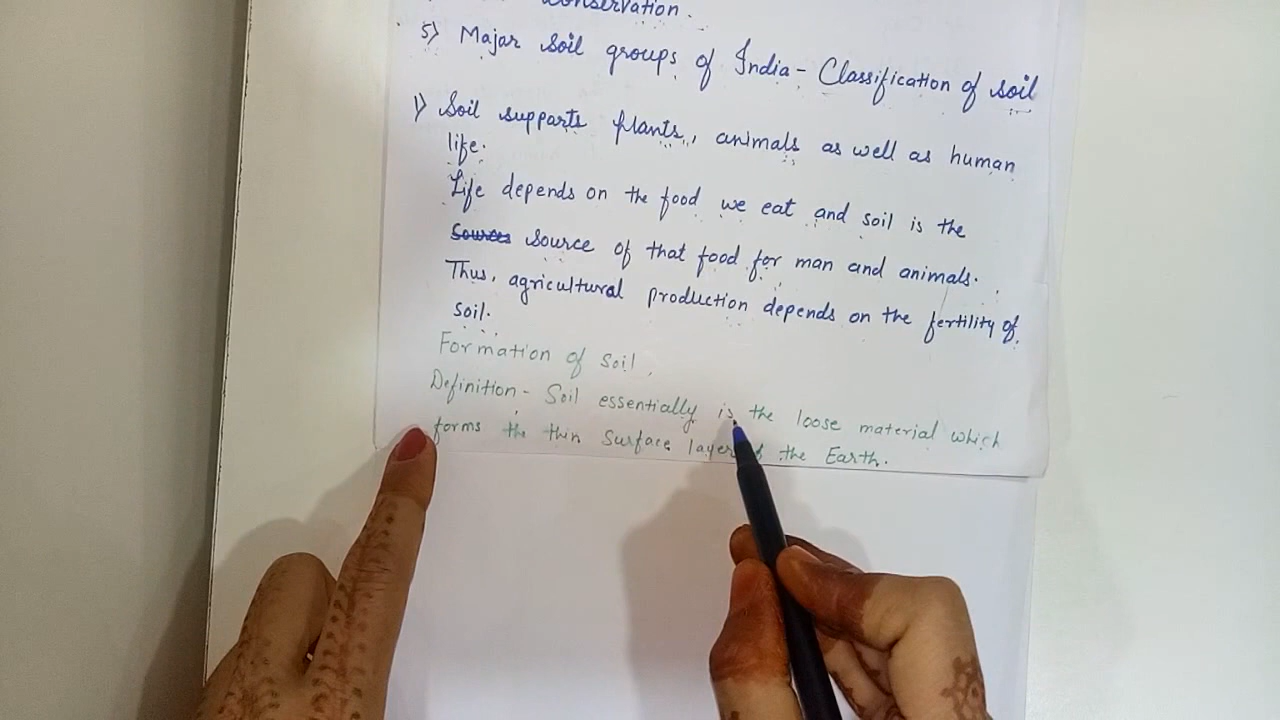 Conservation.
5) Majar soil groups of India - Classification of soil
1) Soil supparts plants, animals as well as human
life.
Life depends on the food we eat and soil is the
Sources source of that food for man and animals.
Thus, agricultural production depends on the fertility of
soil.
Formation of soil.
Definition - Soil essentially is the loose material which
forms the thin surface layer of the Earth.